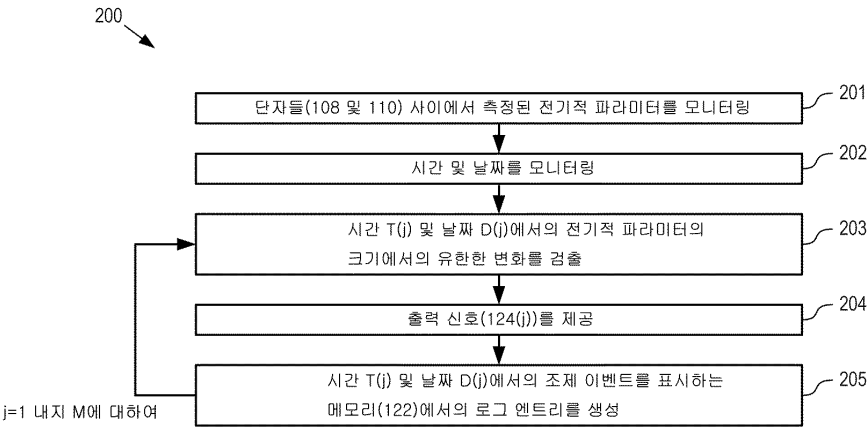 200
단자들(108 및 110) 사이에서 측정된 전기적 파라미터를 모니터링
201
시간 및 날짜를 모니터링
202
시간 T(j) 및 날짜 D(j)에서의 전기적 파라미터의
크기에서의 유한한 변화를 검출
203
출력 신호(124(j))를 제공
204
시간 T(j) 및 날짜 D(j)에서의 조제 이벤트를 표시하는
메모리(122)에서의 로그 엔트리를 생성
205
j=1 내지 M에 대하여